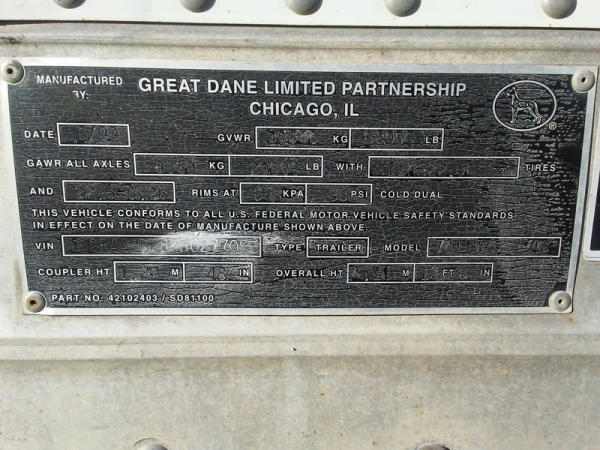 MANUFACTURED BY: GREAT DANE LIMITED PARTNERSHIP
CHICAGO, IL
DATE GVWR KG LB
GAWR ALL AXLES KG LB WITH TIRES
AND RIMS AT KPA PSI COLD DUAL
THIS VEHICLE CONFORMS TO ALL U.S. FEDERAL MOTOR VEHICLE SAFETY STANDARDS
IN EFFECT ON THE DATE OF MANUFACTURE SHOWN ABOVE.
VIN TYPE TRAILER MODEL
COUPLER HT M IN OVERALL HT M FT IN
PART NO. 42102403 / SD81100